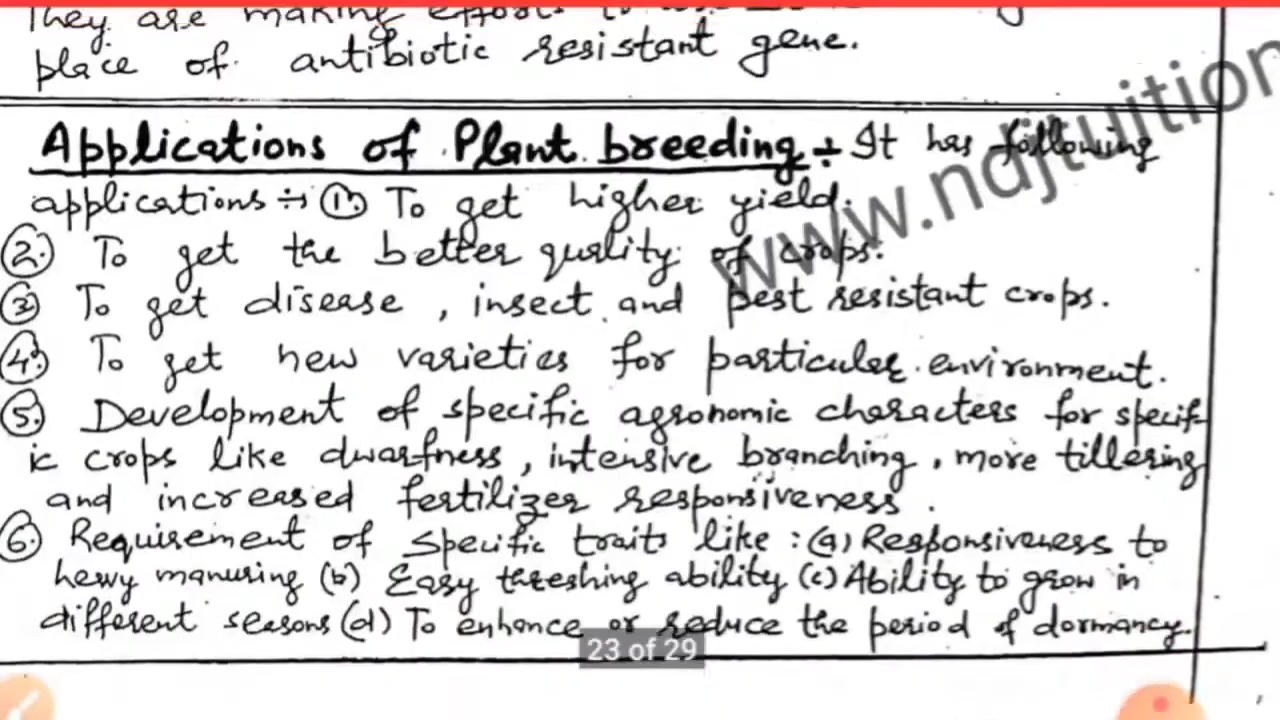 They are making efforts to
place of antibiotic resistant gene.
Applications of Plant breeding ÷ It has following
applications ÷ (1.) To get higher yield.
(2.) To get the better quality of crops.
(3) To get disease, insect and pest resistant crops.
(4.) To get new varieties for particular environment.
(5.) Development of specific agronomic characters for specif-
ic crops like dwarfness, intensive branching, more tillering
and increased fertilizer responsiveness.
(6.) Requirement of specific traits like : (a) Responsiveness to
heavy manuring (b) Easy threshing ability (c) Ability to grow in
different seasons (d) To enhance or reduce the period of dormancy.
www.ndjtuition
23 of 29